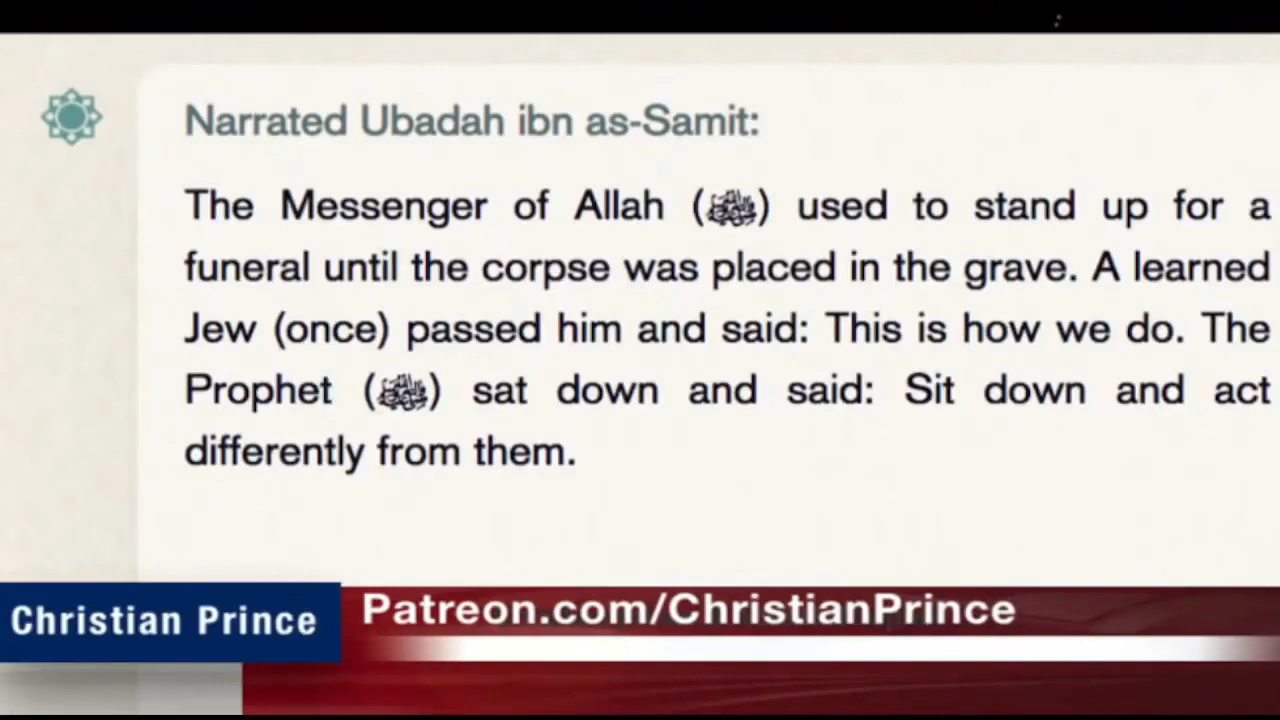 Narrated Ubadah ibn as-Samit:
The Messenger of Allah (ﷺ) used to stand up for a
funeral until the corpse was placed in the grave. A learned
Jew (once) passed him and said: This is how we do. The
Prophet (ﷺ) sat down and said: Sit down and act
differently from them.
Christian Prince
Patreon.com/ChristianPrince